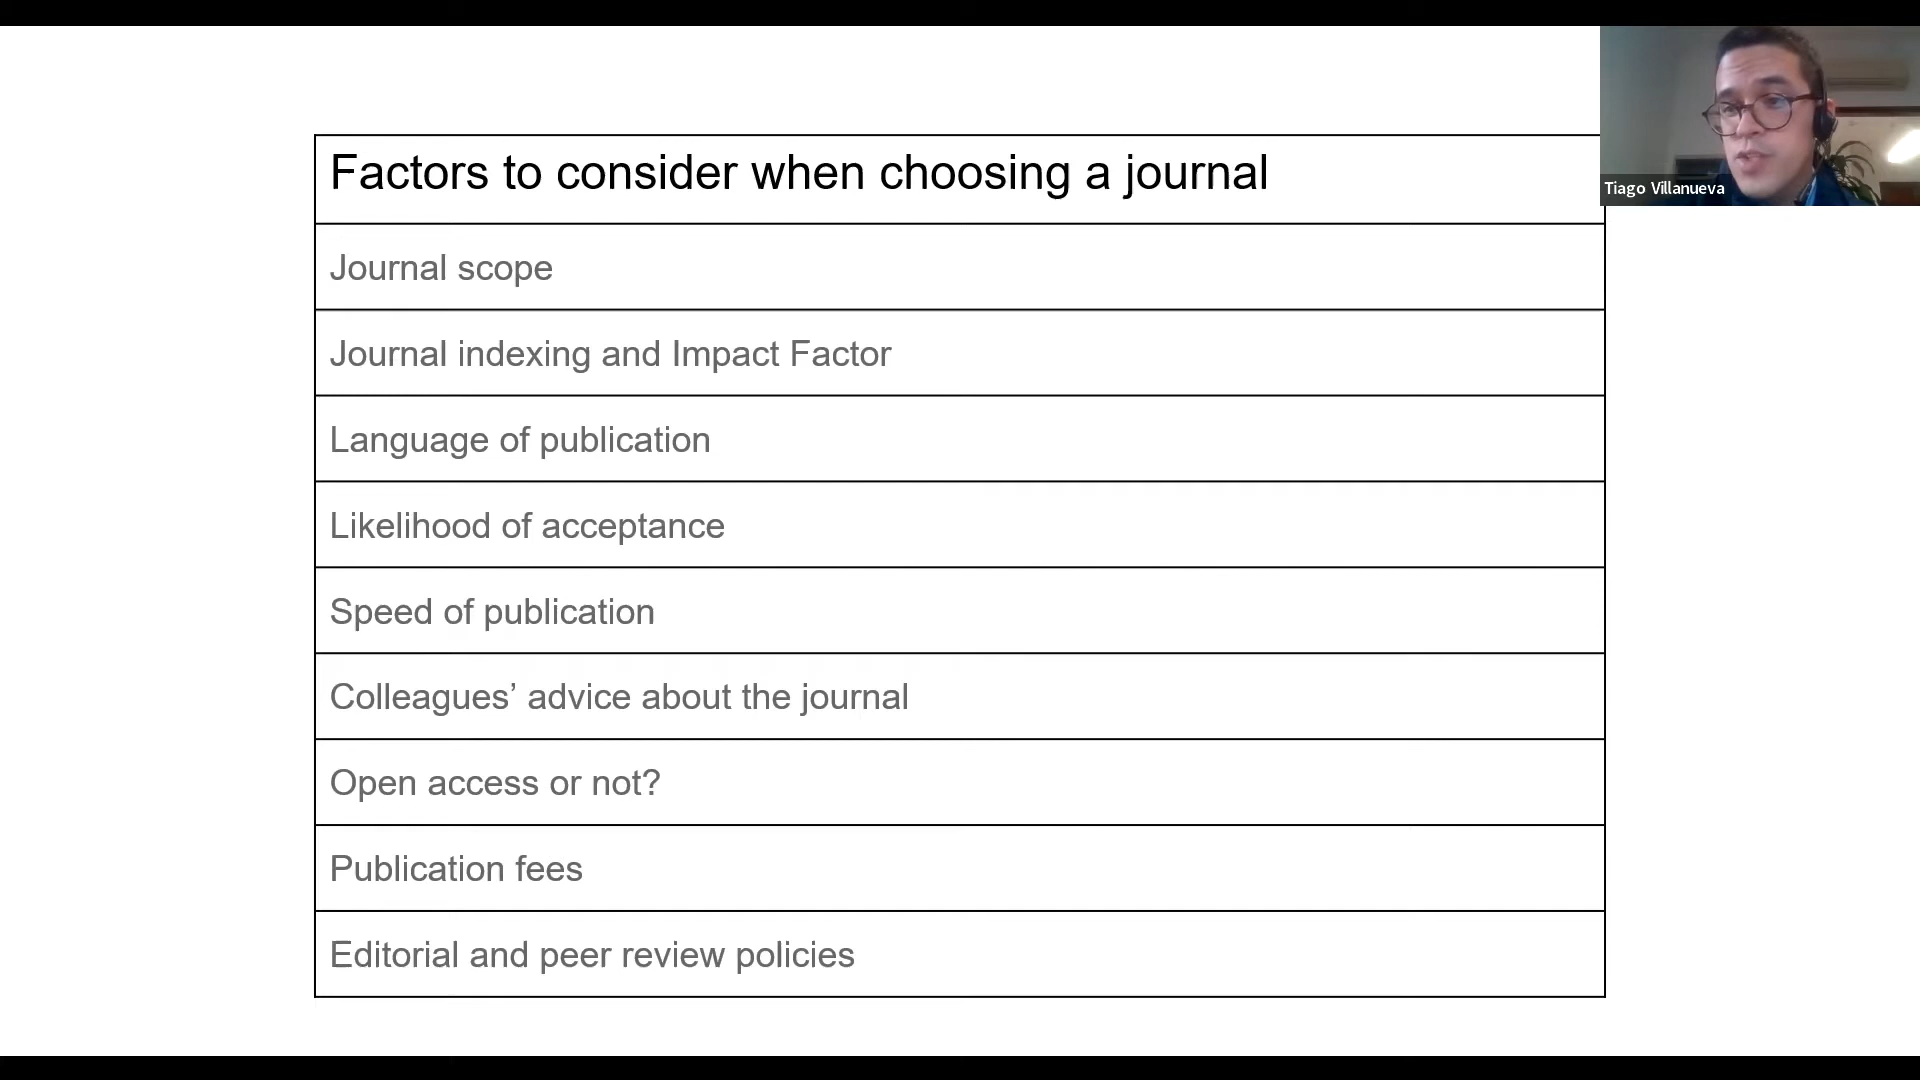 Factors to consider when choosing a journal
Tiago Villanueva
Journal scope
Journal indexing and Impact Factor
Language of publication
Likelihood of acceptance
Speed of publication
Colleagues’ advice about the journal
Open access or not?
Publication fees
Editorial and peer review policies